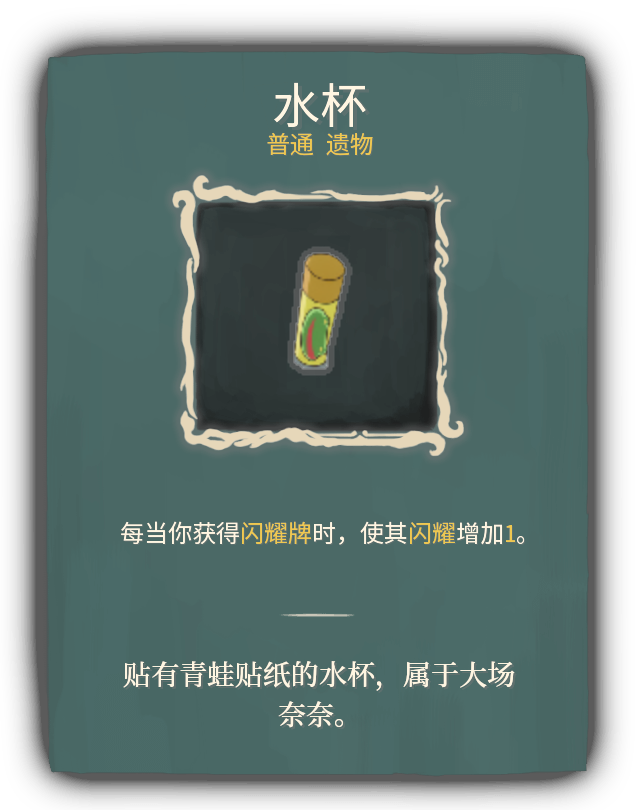 水杯
普通 遗物
每当你获得闪耀牌时，使其闪耀增加1。
贴有青蛙贴纸的水杯，属于大场
奈奈。